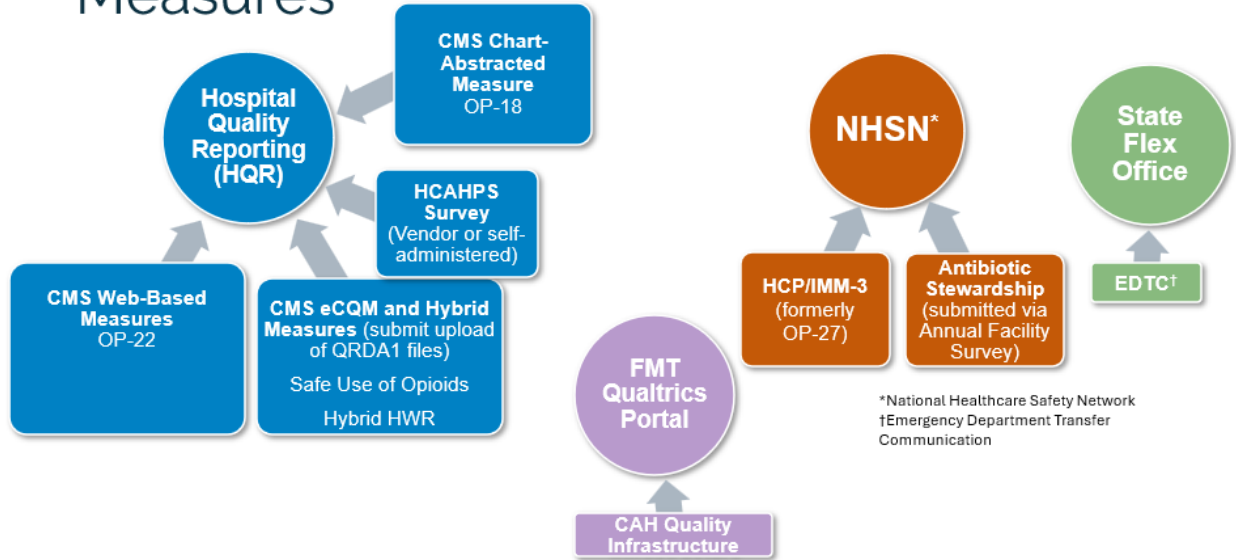 Measures
Hospital
Quality
Reporting
(HQR)
CMS Chart-
Abstracted
Measure
OP-18
HCAHPS
Survey
(Vendor or self-
administered)
CMS Web-Based
Measures
OP-22
CMS eCQM and Hybrid
Measures (submit upload
of QRDA1 files)
Safe Use of Opioids
Hybrid HWR
FMT
Qualtrics
Portal
CAH Quality
Infrastructure
NHSN*
HCP/IMM-3
(formerly
OP-27)
Antibiotic
Stewardship
(submitted via
Annual Facility
Survey)
State
Flex
Office
EDTC†
*National Healthcare Safety Network
†Emergency Department Transfer
Communication